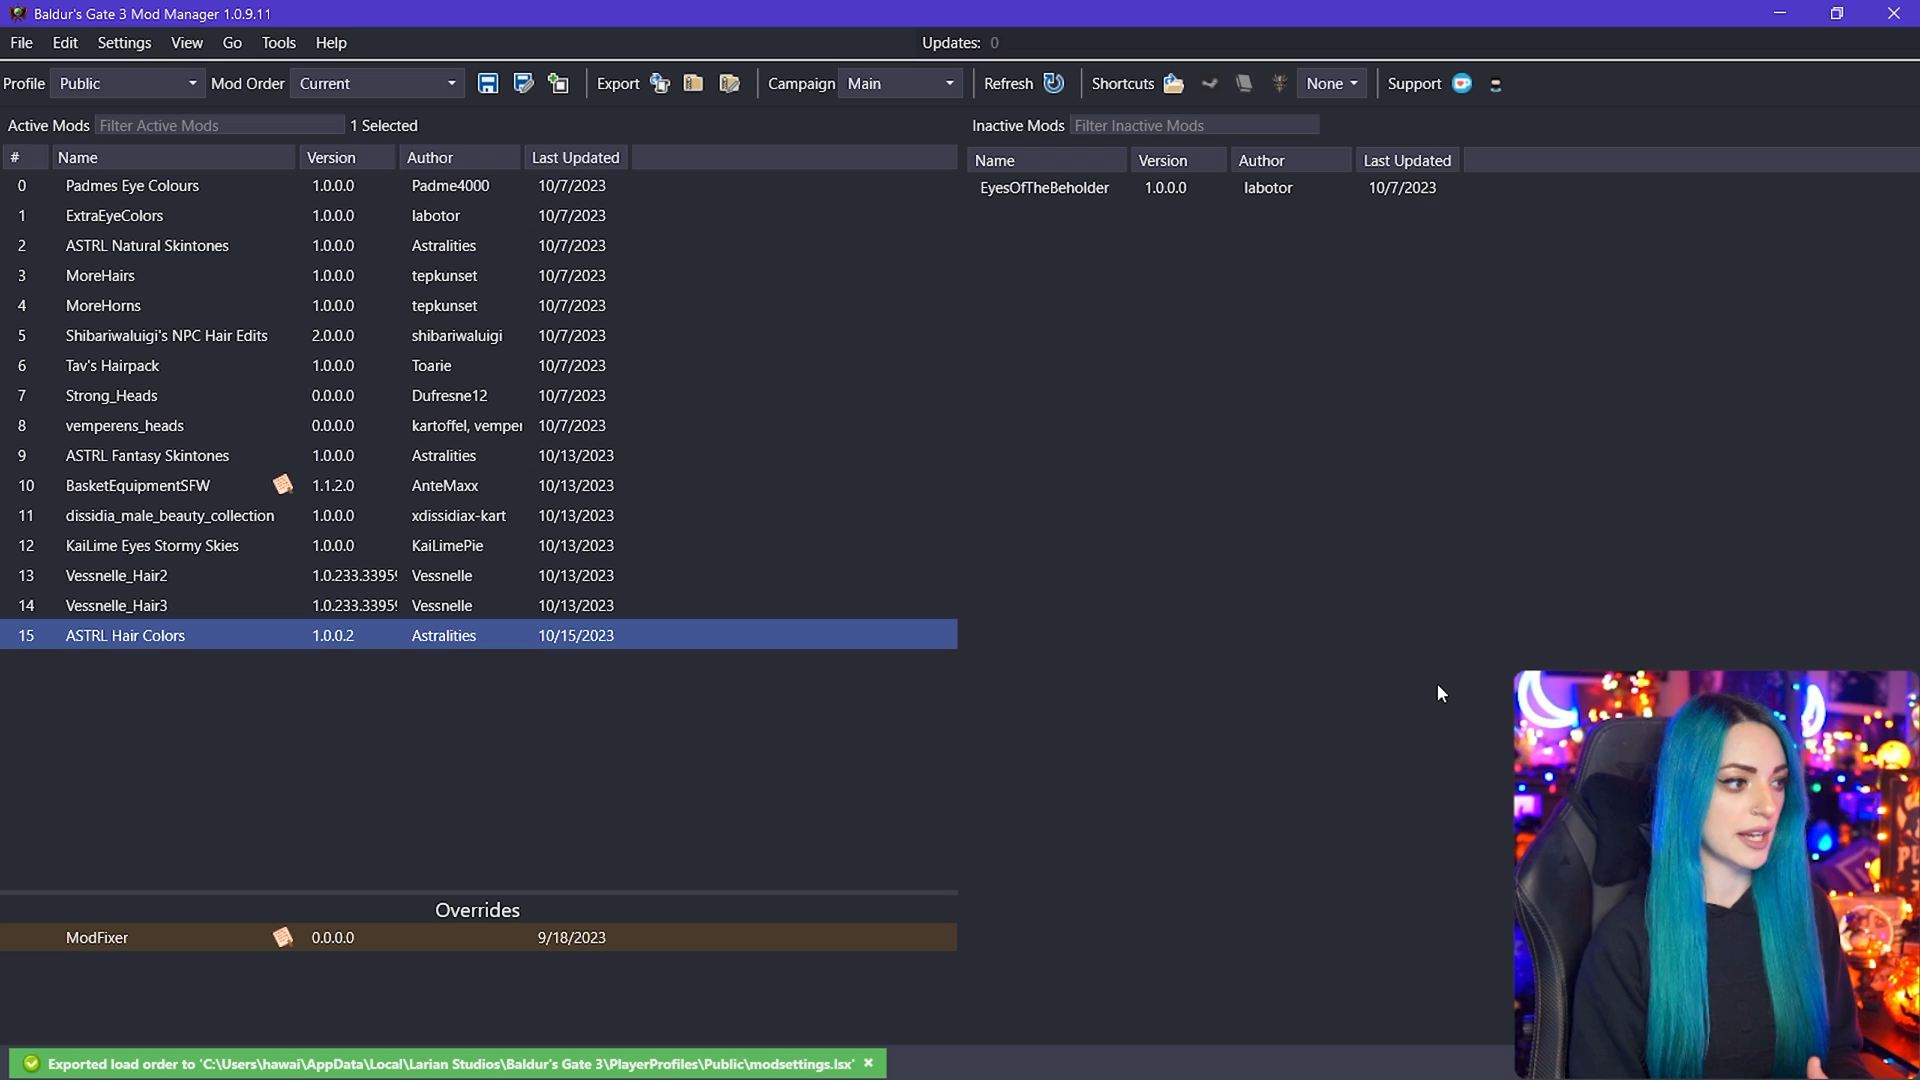 Baldur's Gate 3 Mod Manager 1.0.9.11
File Edit Settings View Go Tools Help Updates: 0
Profile Public Mod Order Current Export Campaign Main Refresh Shortcuts None Support
Active Mods Filter Active Mods 1 Selected
# Name Version Author Last Updated
0 Padmes Eye Colours 1.0.0.0 Padme4000 10/7/2023
1 ExtraEyeColors 1.0.0.0 labotor 10/7/2023
2 ASTRL Natural Skintones 1.0.0.0 Astralities 10/7/2023
3 MoreHairs 1.0.0.0 tepkunset 10/7/2023
4 MoreHorns 1.0.0.0 tepkunset 10/7/2023
5 Shibariwaluigi's NPC Hair Edits 2.0.0.0 shibariwaluigi 10/7/2023
6 Tav's Hairpack 1.0.0.0 Toarie 10/7/2023
7 Strong_Heads 0.0.0.0 Dufresne12 10/7/2023
8 vemperens_heads 0.0.0.0 kartoffel, vemper 10/7/2023
9 ASTRL Fantasy Skintones 1.0.0.0 Astralities 10/13/2023
10 BasketEquipmentSFW 1.1.2.0 AnteMaxx 10/13/2023
11 dissidia_male_beauty_collection 1.0.0.0 xdissidiax-kart 10/13/2023
12 KaiLime Eyes Stormy Skies 1.0.0.0 KaiLimePie 10/13/2023
13 Vessnelle_Hair2 1.0.233.33959 Vessnelle 10/13/2023
14 Vessnelle_Hair3 1.0.233.33959 Vessnelle 10/13/2023
15 ASTRL Hair Colors 1.0.0.2 Astralities 10/15/2023
Overrides
ModFixer 0.0.0.0 9/18/2023
Inactive Mods Filter Inactive Mods
Name Version Author Last Updated
EyesOfTheBeholder 1.0.0.0 labotor 10/7/2023
Exported load order to 'C:\Users\hawai\AppData\Local\Larian Studios\Baldur's Gate 3\PlayerProfiles\Public\modsettings.lsx'